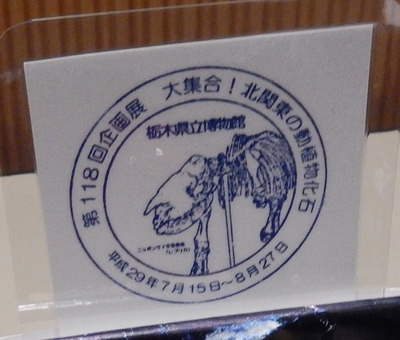 第118回企画展 大集合!北関東の動植物化石
栃木県立博物館
平成29年7月15日~8月27日